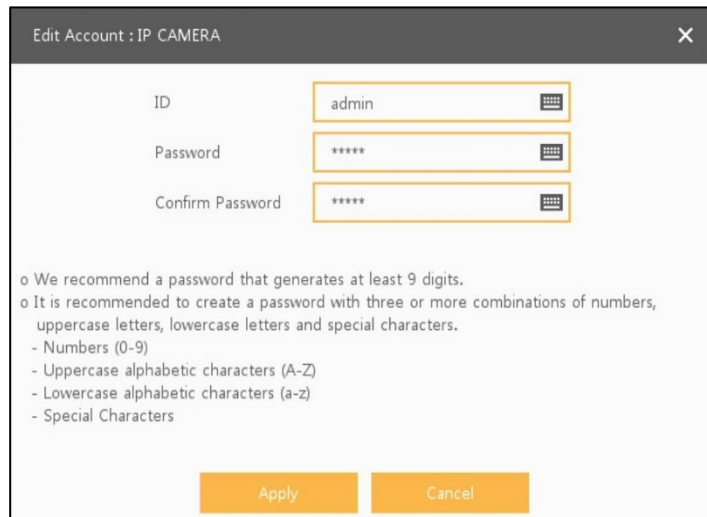 Edit Account : IP CAMERA
ID admin
Password *****
Confirm Password *****
o We recommend a password that generates at least 9 digits.
o It is recommended to create a password with three or more combinations of numbers,
uppercase letters, lowercase letters and special characters.
- Numbers (0-9)
- Uppercase alphabetic characters (A-Z)
- Lowercase alphabetic characters (a-z)
- Special Characters
Apply Cancel